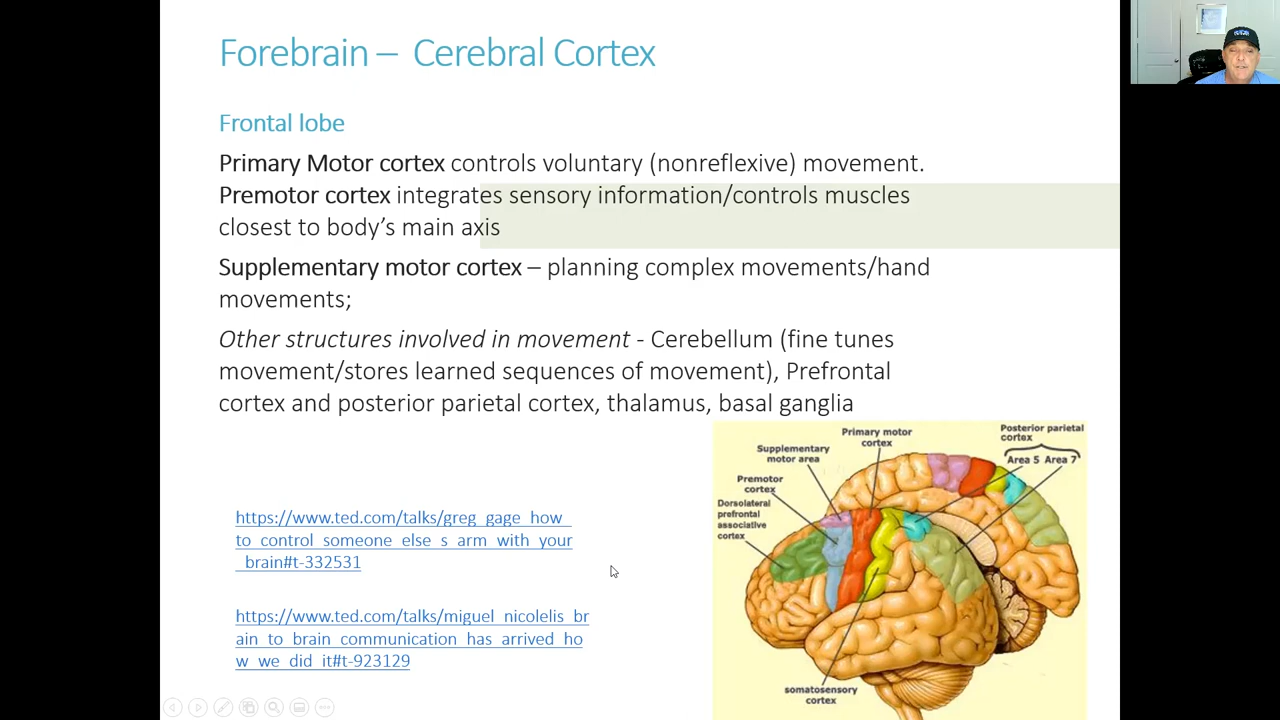 Forebrain – Cerebral Cortex
Frontal lobe
Primary Motor cortex controls voluntary (nonreflexive) movement.
Premotor cortex integrates sensory information/controls muscles
closest to body's main axis
Supplementary motor cortex – planning complex movements/hand
movements;
Other structures involved in movement - Cerebellum (fine tunes
movement/stores learned sequences of movement), Prefrontal
cortex and posterior parietal cortex, thalamus, basal ganglia
https://www.ted.com/talks/greg_gage_how_
to_control_someone_else_s_arm_with_your
_brain#t-332531
https://www.ted.com/talks/miguel_nicolelis_br
ain_to_brain_communication_has_arrived_ho
w_we_did_it#t-923129
Primary motor
cortex
Posterior parietal
cortex
Supplementary
motor area
Area 5 Area 7
Premotor
cortex
Dorsolateral
prefrontal
associative
cortex
somatosensory
cortex